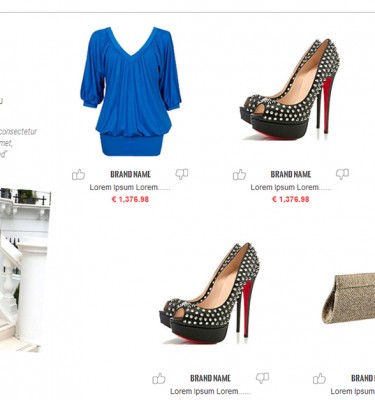 consectetur
met,
BRAND NAME
Lorem Ipsum Lorem......
€ 1,376.98
BRAND NAME
Lorem Ipsum Lorem......
€ 1,376.98
BRAND NAME
Lorem Ipsum Lorem......
BRAND N
Lorem Ipsum